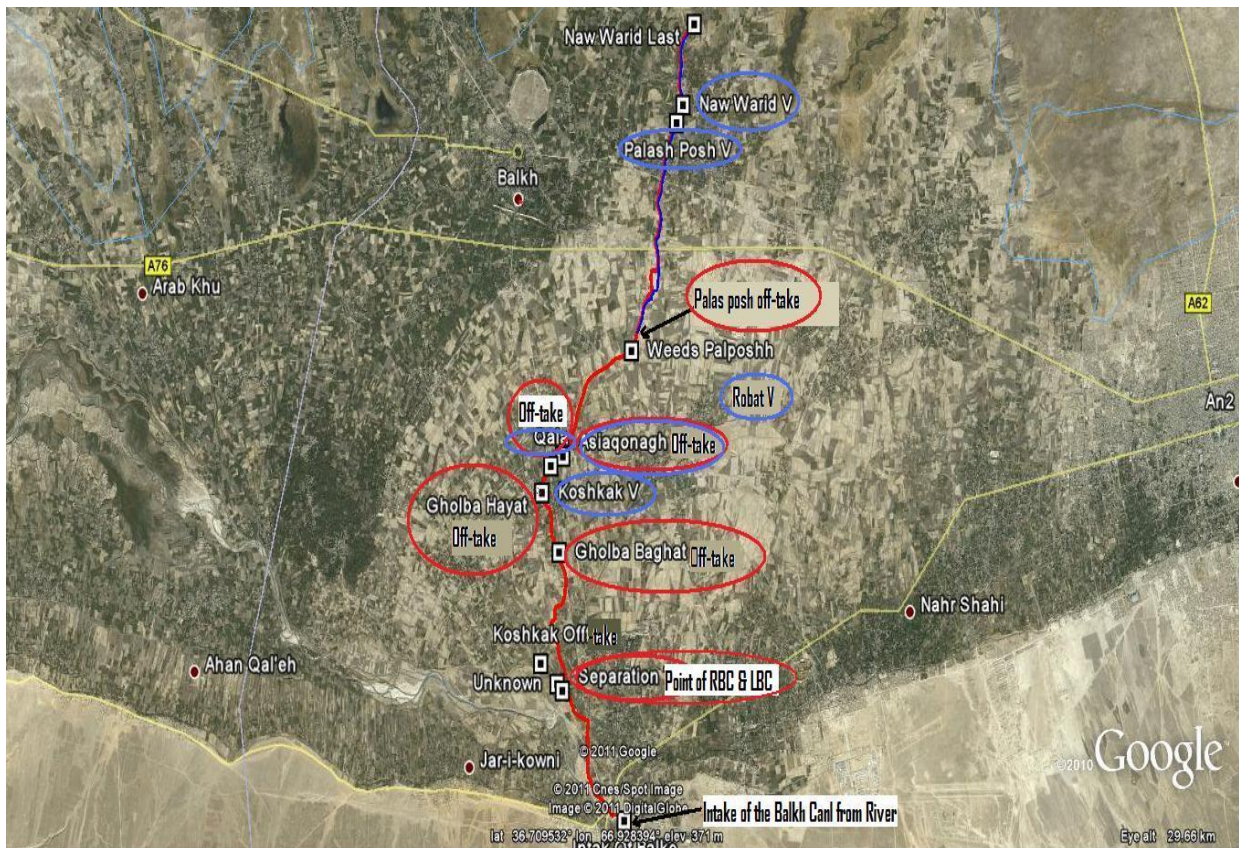 Naw Warid Last
Naw Warid V
Palash Posh V
Balkh
A76
Arab Khu
Palas posh off-take
A62
Weeds Palposhh
Robat V
An2
Off-take
Qala
Asiaqonagh Off-take
Koshkak V
Gholba Hayat
Off-take
Gholba Baghat Off-take
Nahr Shahi
Koshkak Off-take
Ahan Qal'eh
Unknown
Separation Point of RBC & LBC
© 2011 Google
Jar-i-kowni
©2010 Google
© 2011 Cnes/Spot Image
Image © 2011 DigitalGlobe
Intake of the Balkh Canl from River
lat 36.709532° lon 66.928394° elev 371 m
Eye alt 29.66 km